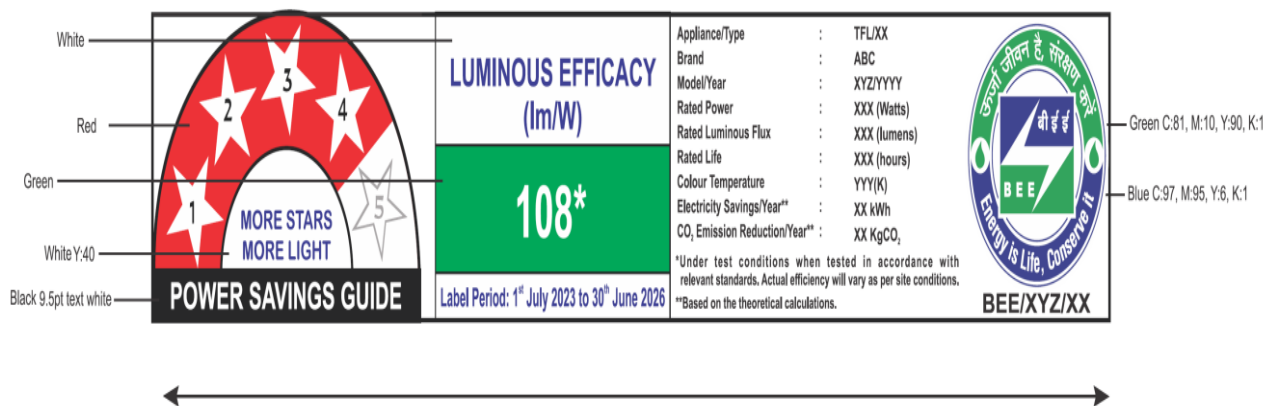 White
Red
Green
White Y:40
Black 9.5pt text white
1
2
3
4
5
MORE STARS
MORE LIGHT
POWER SAVINGS GUIDE
LUMINOUS EFFICACY
(lm/W)
108*
Label Period: 1st July 2023 to 30th June 2026
Appliance/Type : TFL/XX
Brand : ABC
Model/Year : XYZ/YYYY
Rated Power : XXX (Watts)
Rated Luminous Flux : XXX (lumens)
Rated Life : XXX (hours)
Colour Temperature : YYY(K)
Electricity Savings/Year** : XX kWh
CO2 Emission Reduction/Year** : XX KgCO2
*Under test conditions when tested in accordance with
relevant standards. Actual efficiency will vary as per site conditions.
**Based on the theoretical calculations.
ऊर्जा जीवन है, संरक्षण करें
बी ई ई
BEE
Energy is Life, Conserve it
BEE/XYZ/XX
Green C:81, M:10, Y:90, K:1
Blue C:97, M:95, Y:6, K:1